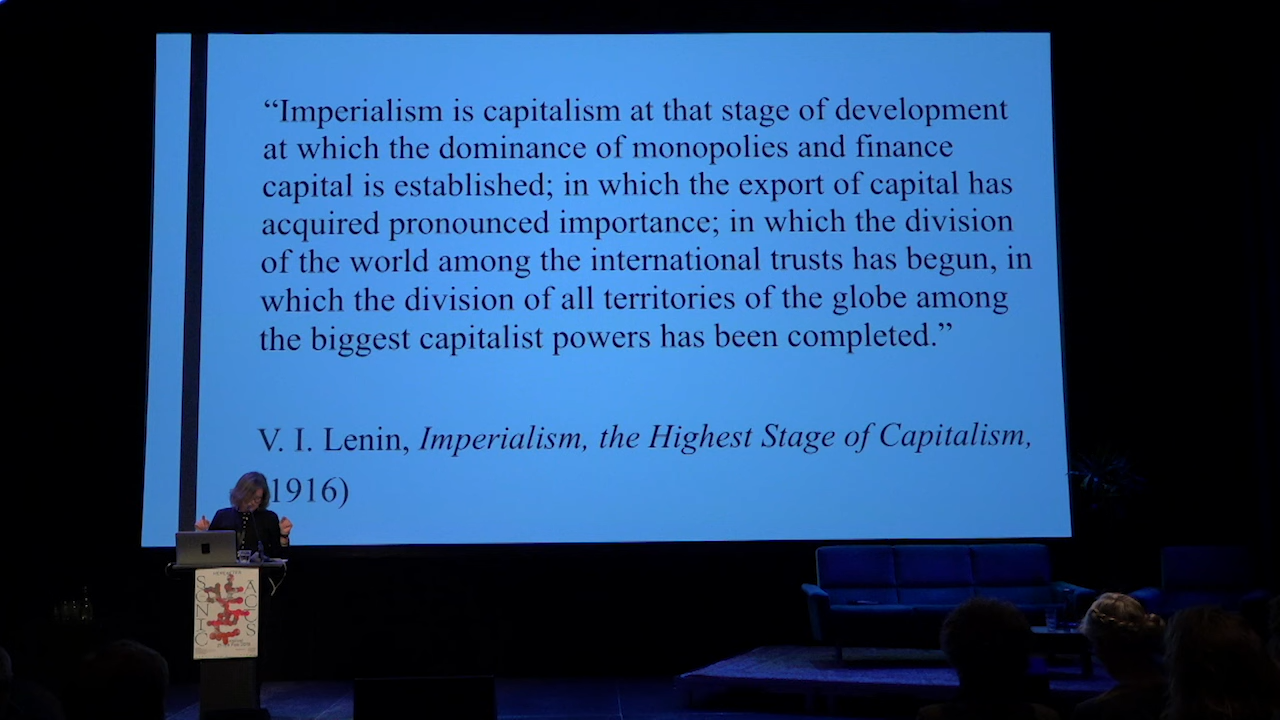 “Imperialism is capitalism at that stage of development
at which the dominance of monopolies and finance
capital is established; in which the export of capital has
acquired pronounced importance; in which the division
of the world among the international trusts has begun, in
which the division of all territories of the globe among
the biggest capitalist powers has been completed.”
V. I. Lenin, Imperialism, the Highest Stage of Capitalism,
1916)
SONIC
ACTS